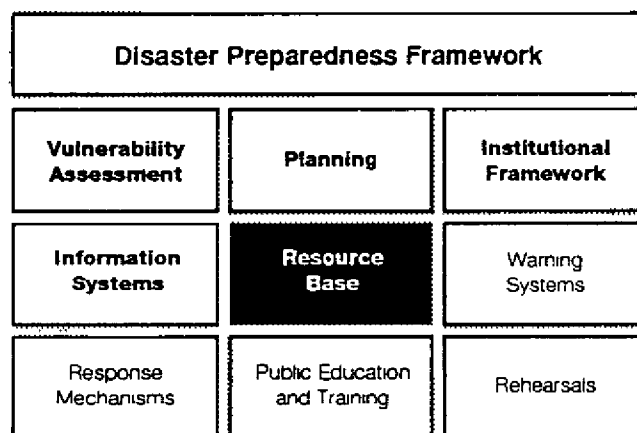 Disaster Preparedness Framework
Vulnerability
Assessment
Planning
Institutional
Framework
Information
Systems
Resource
Base
Warning
Systems
Response
Mechanisms
Public Education
and Training
Rehearsals